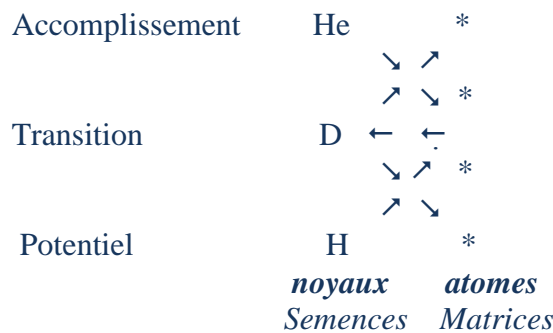 Accomplissement He *
↘ ↗
↗ ↘ *
Transition D ← ←
↘ ↗ *
↗ ↘
Potentiel H *
noyaux atomes
Semences Matrices